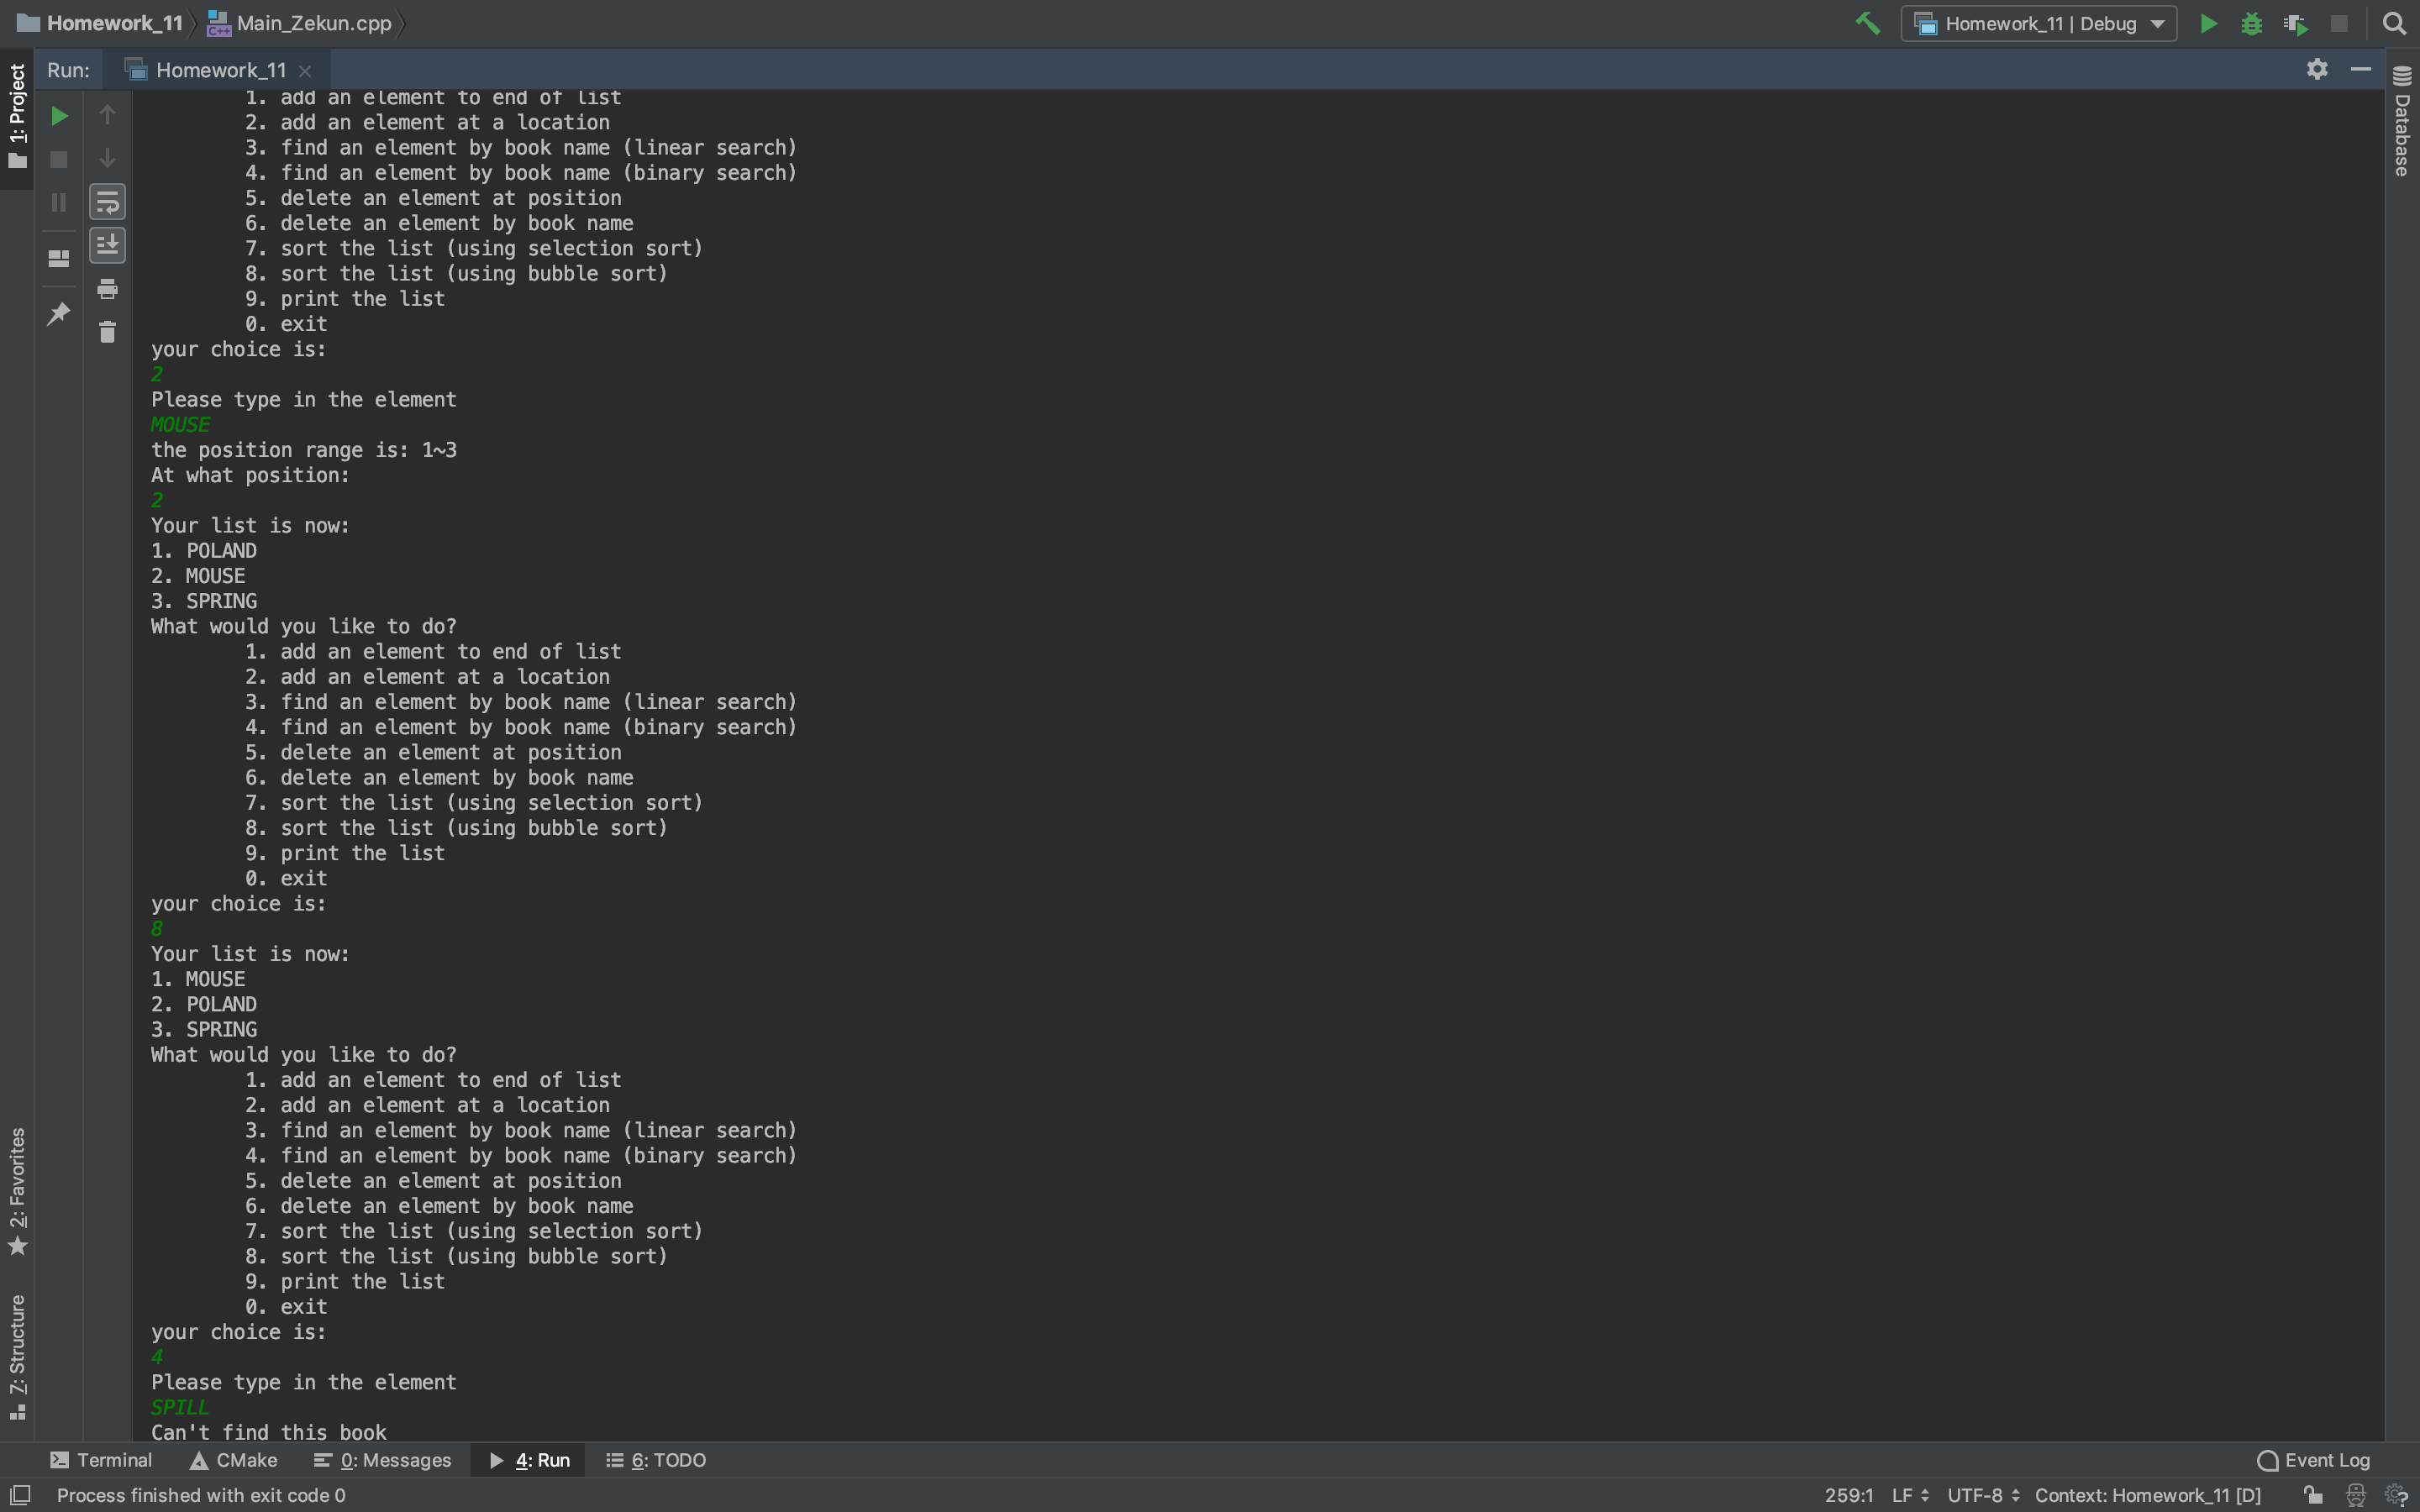 Homework_11
Main_Zekun.cpp
Homework_11 | Debug
Run:
Homework_11
1: Project
Database
1. add an element to end of list
2. add an element at a location
3. find an element by book name (linear search)
4. find an element by book name (binary search)
5. delete an element at position
6. delete an element by book name
7. sort the list (using selection sort)
8. sort the list (using bubble sort)
9. print the list
0. exit
your choice is:
2
Please type in the element
MOUSE
the position range is: 1~3
At what position:
2
Your list is now:
1. POLAND
2. MOUSE
3. SPRING
What would you like to do?
1. add an element to end of list
2. add an element at a location
3. find an element by book name (linear search)
4. find an element by book name (binary search)
5. delete an element at position
6. delete an element by book name
7. sort the list (using selection sort)
8. sort the list (using bubble sort)
9. print the list
0. exit
your choice is:
8
Your list is now:
1. MOUSE
2. POLAND
3. SPRING
What would you like to do?
1. add an element to end of list
2. add an element at a location
3. find an element by book name (linear search)
4. find an element by book name (binary search)
5. delete an element at position
6. delete an element by book name
7. sort the list (using selection sort)
8. sort the list (using bubble sort)
9. print the list
0. exit
your choice is:
4
Please type in the element
SPILL
Can't find this book
2: Favorites
7: Structure
Terminal
CMake
0: Messages
4: Run
6: TODO
Event Log
Process finished with exit code 0
259:1
LF
UTF-8
Context: Homework_11 [D]